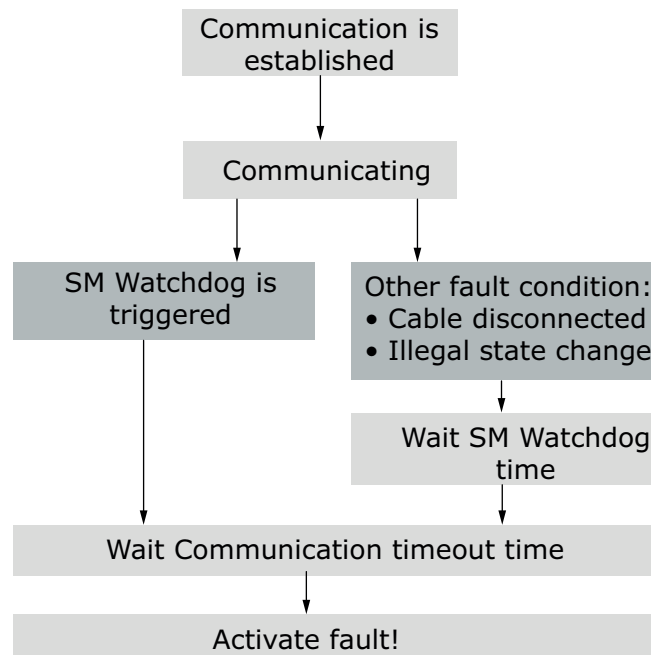 Communication is
established
Communicating
SM Watchdog is
triggered
Other fault condition:
• Cable disconnected
• Illegal state change
Wait SM Watchdog
time
Wait Communication timeout time
Activate fault!